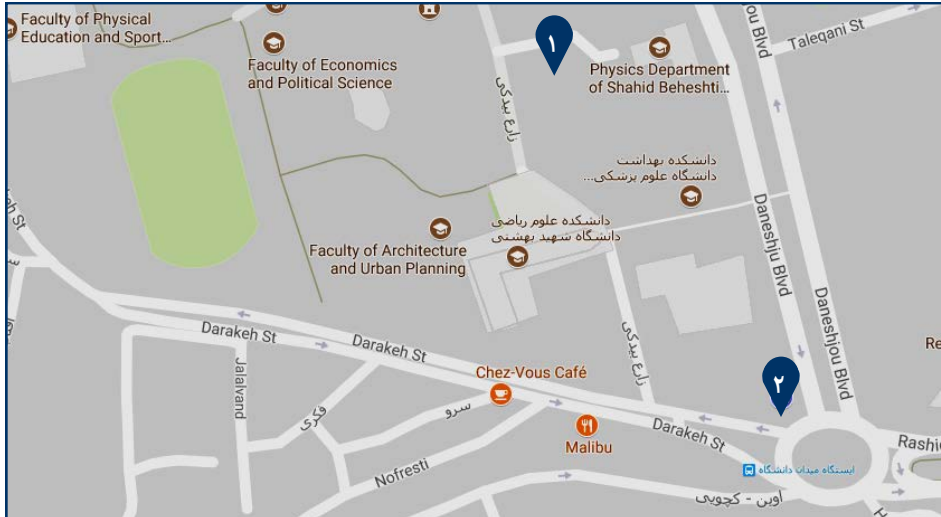 Faculty of Physical
Education and Sport...
Faculty of Economics
and Political Science
۱
Physics Department
of Shahid Beheshti...
Taleqani St
زارع بیدکی
دانشکده بهداشت
دانشگاه علوم پزشکی...
Daneshju Blvd
Daneshjou Blvd
دانشکده علوم ریاضی
دانشگاه شهید بهشتی
Faculty of Architecture
and Urban Planning
Darakeh St
Darakeh St
Jalalvand
زارع بیدکی
۲
Chez-Vous Café
فکری
سرو
Malibu
Darakeh St
Nofresti
ایستگاه میدان دانشگاه
اوین - کچویی